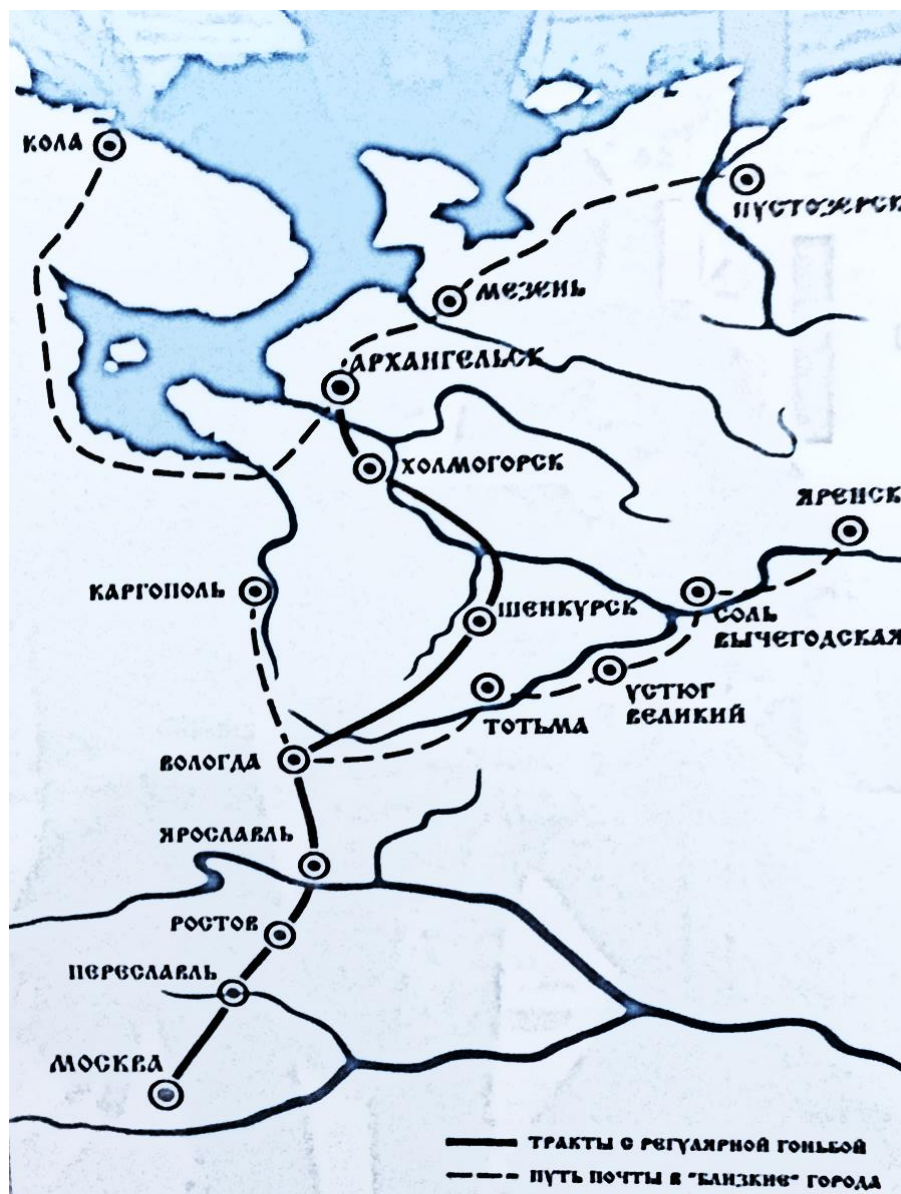 КОЛА
ПУСТОЗЕРСК
МЕЗЕНЬ
АРХАНГЕЛЬСК
ХОЛМОГОРСК
ЯРЕНСК
КАРГОПОЛЬ
ШЕНКУРСК
СОЛЬ
ВЫЧЕГОДСКАЯ
УСТЮГ
ВЕЛИКИЙ
ТОТЬМА
ВОЛОГДА
ЯРОСЛАВЛЬ
РОСТОВ
ПЕРЕСЛАВЛЬ
МОСКВА
ТРАКТЫ С РЕГУЛЯРНОЙ ГОНЬБОЙ
ПУТЬ ПОЧТЫ В "БЛИЗКИЕ" ГОРОДА